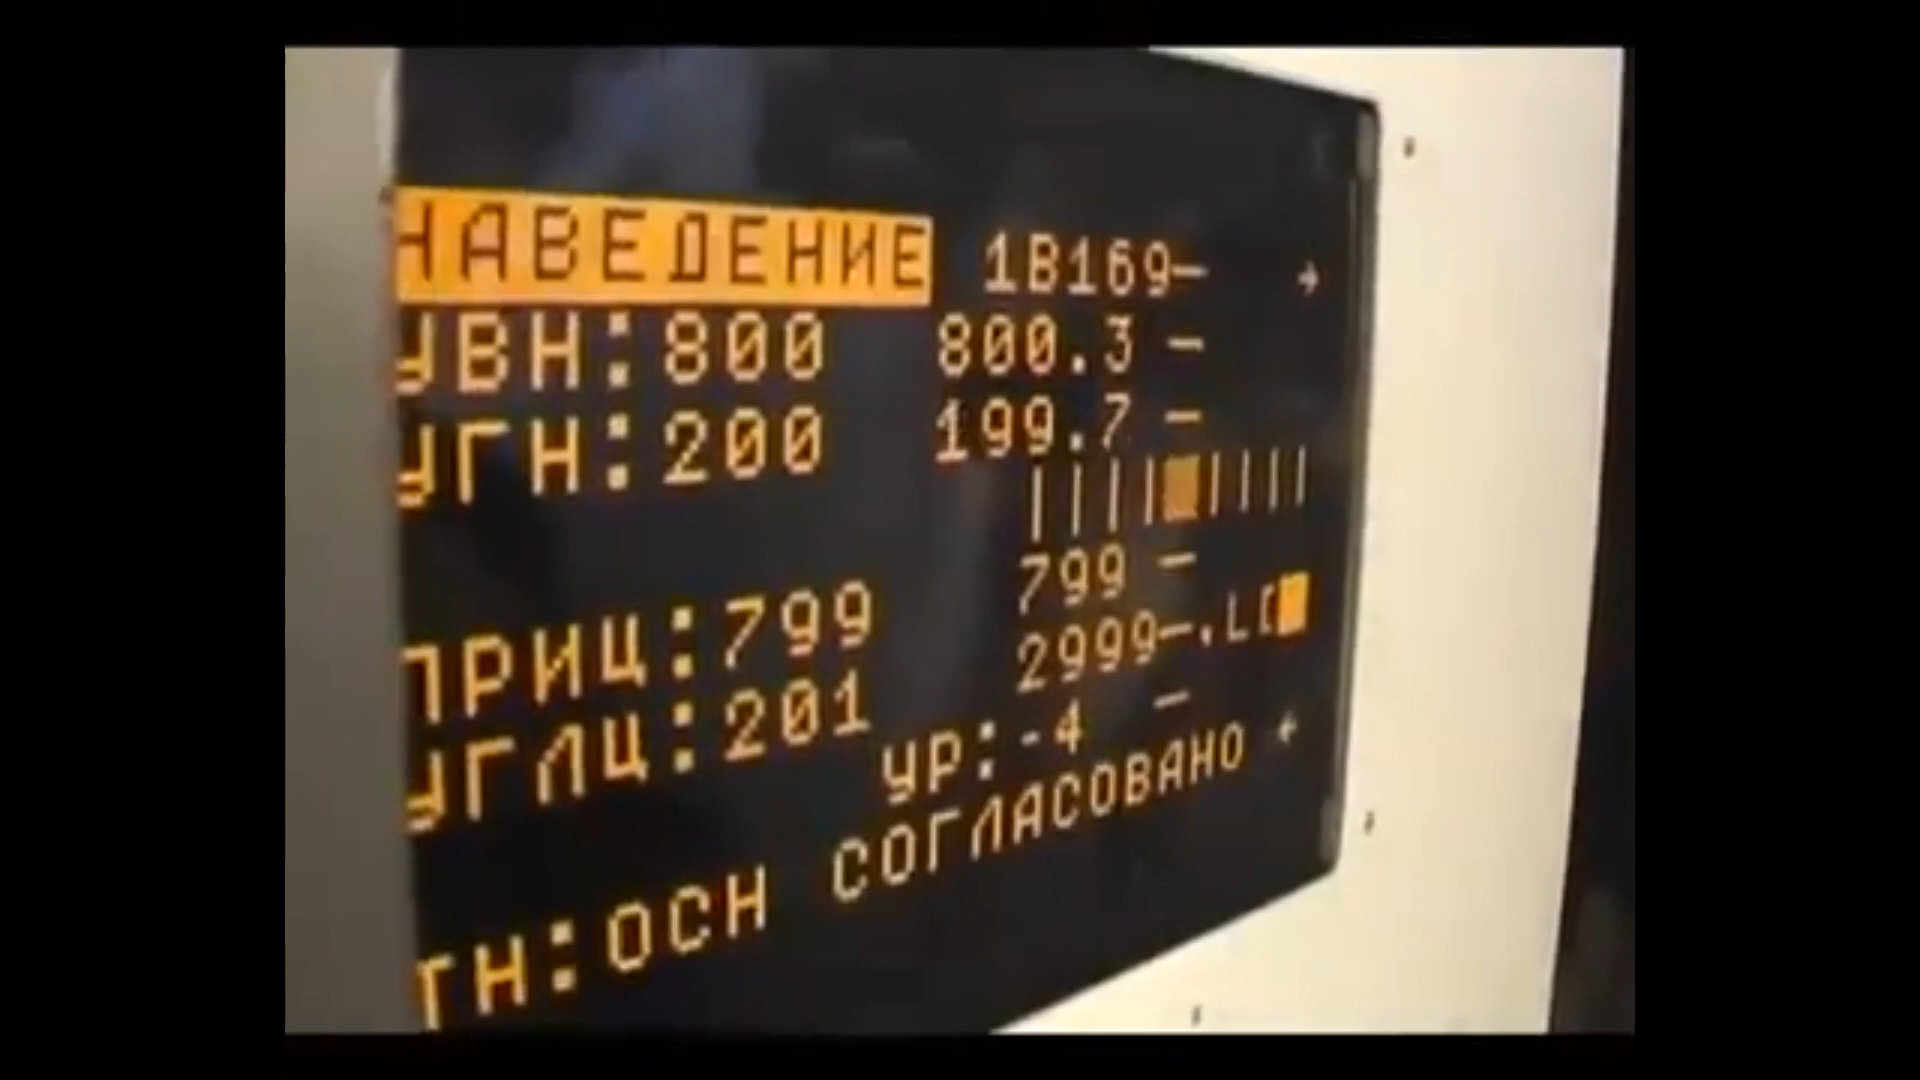 НАВЕДЕНИЕ 1В169— →
УВН:800 800.3 —
УГН:200 199.7 —
799 —
ПРИЦ:799 2999—.L[
УГЛЦ:201 —
УР:-4
ТН:ОСН СОГЛАСОВАНО ←